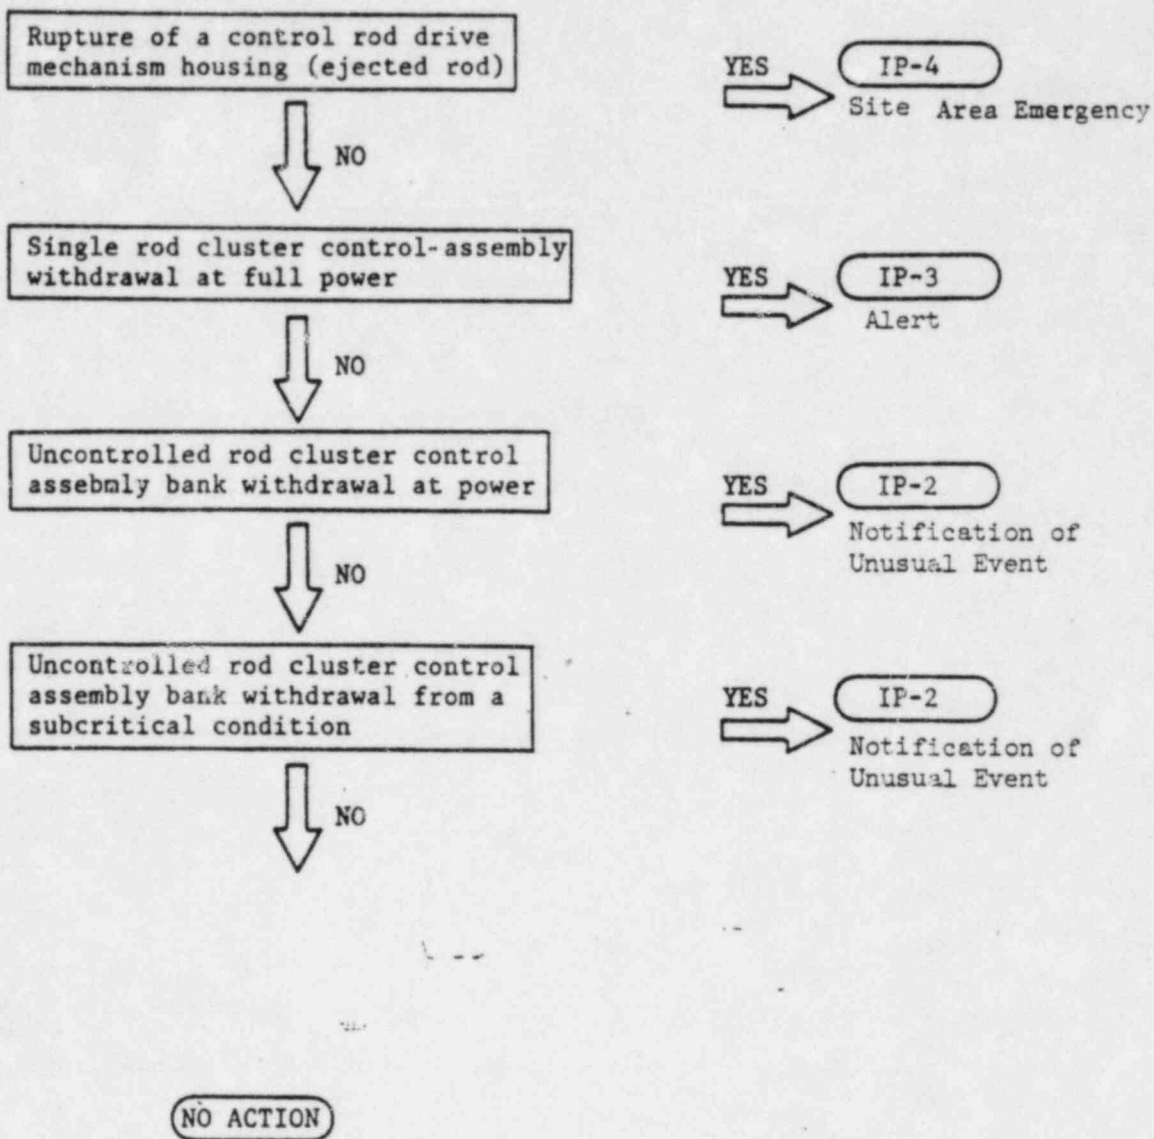 Rupture of a control rod drive
mechanism housing (ejected rod)
YES
IP-4
Site Area Emergency
NO
Single rod cluster control-assembly
withdrawal at full power
YES
IP-3
Alert
NO
Uncontrolled rod cluster control
assebmly bank withdrawal at power
YES
IP-2
Notification of
Unusual Event
NO
Uncontrolled rod cluster control
assembly bank withdrawal from a
subcritical condition
YES
IP-2
Notification of
Unusual Event
NO
NO ACTION